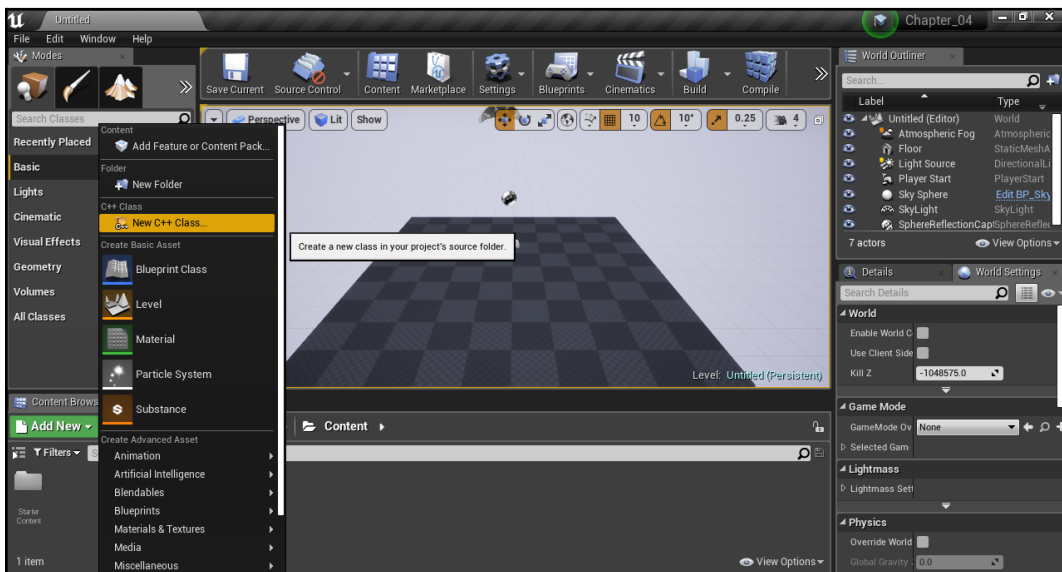 Untitled
Chapter_04
File Edit Window Help
Modes
Search Classes
Recently Placed
Basic
Lights
Cinematic
Visual Effects
Geometry
Volumes
All Classes
Save Current Source Control Content Marketplace Settings Blueprints Cinematics Build Compile
Perspective Lit Show
10 10° 0.25 4
Content
Add Feature or Content Pack...
Folder
New Folder
C++ Class
New C++ Class...
Create a new class in your project's source folder.
Create Basic Asset
Blueprint Class
Level
Material
Particle System
Substance
Create Advanced Asset
Animation
Artificial Intelligence
Blendables
Blueprints
Materials & Textures
Media
Miscellaneous
Level: Untitled (Persistent)
Content Brows
Add New
Content
Filters
Starter
Content
1 item
View Options
World Outliner
Search...
Label Type
Untitled (Editor) World
Atmospheric Fog Atmospheric
Floor StaticMeshA
Light Source DirectionalLi
Player Start PlayerStart
Sky Sphere Edit BP_Sky
SkyLight SkyLight
SphereReflectionCap SphereReflec
7 actors View Options
Details World Settings
Search Details
World
Enable World C
Use Client Side
Kill Z -1048575.0
Game Mode
GameMode Ov None
Selected Gam
Lightmass
Lightmass Sett
Physics
Override World
Global Gravity 0.0